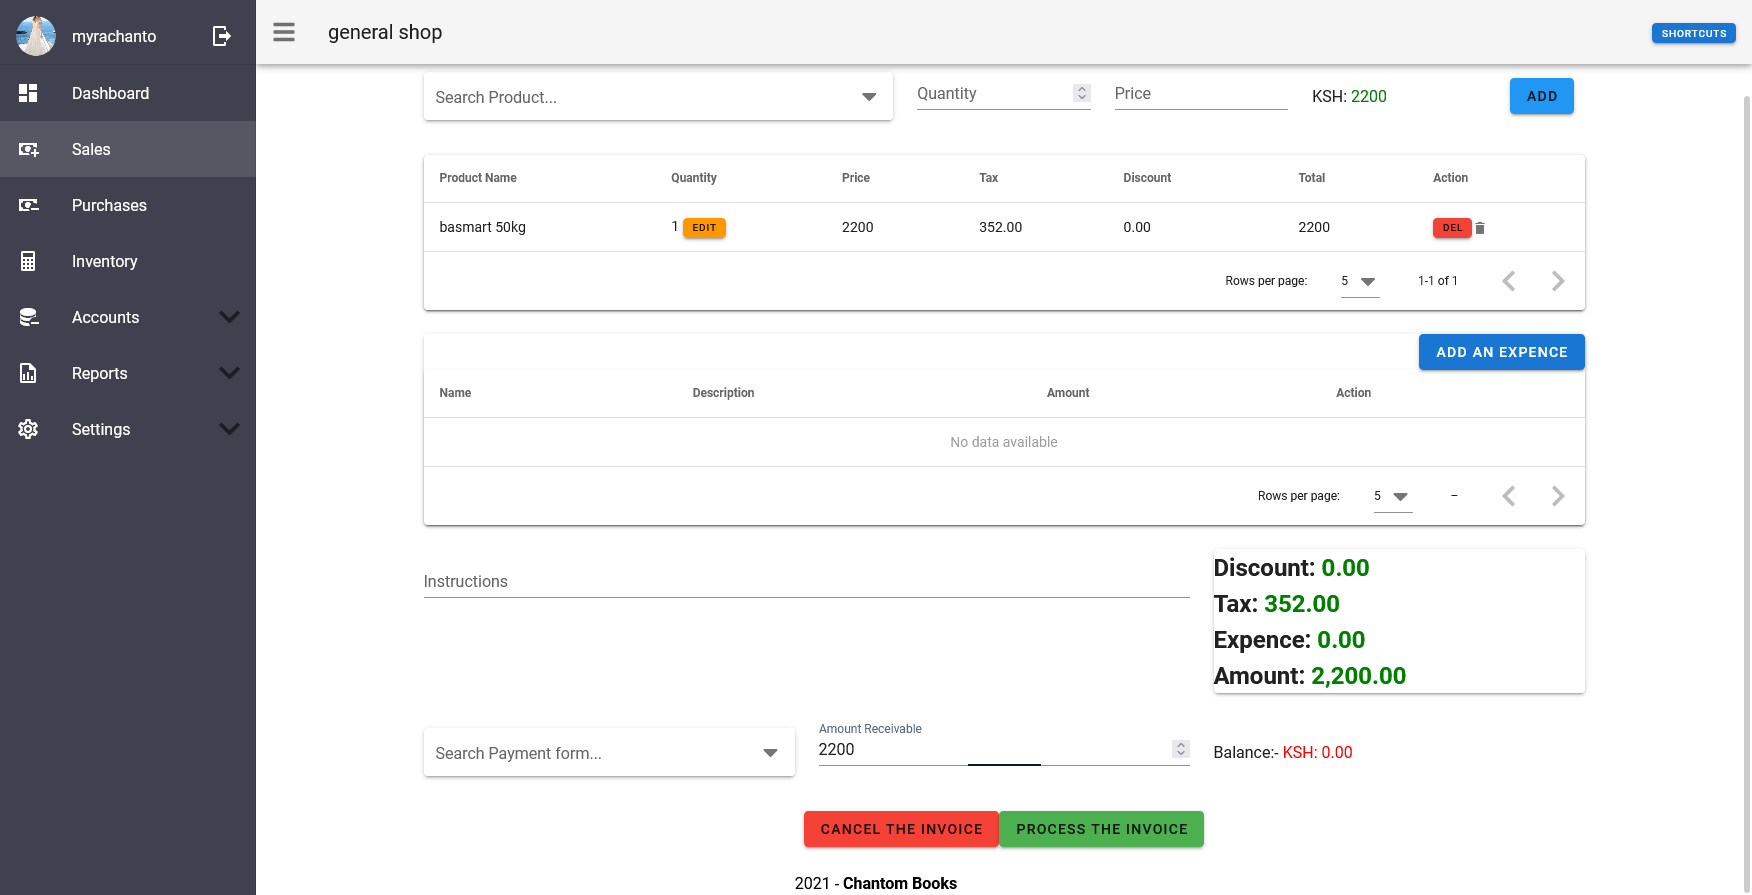 myrachanto
general shop
SHORTCUTS
Dashboard
Sales
Purchases
Inventory
Accounts
Reports
Settings
Search Product...
Quantity
Price
KSH: 2200
ADD
Product Name Quantity Price Tax Discount Total Action
basmart 50kg 1 EDIT 2200 352.00 0.00 2200 DEL
Rows per page: 5 1-1 of 1
ADD AN EXPENCE
Name Description Amount Action
No data available
Rows per page: 5 –
Instructions
Discount: 0.00
Tax: 352.00
Expence: 0.00
Amount: 2,200.00
Search Payment form...
Amount Receivable
2200
Balance:- KSH: 0.00
CANCEL THE INVOICE PROCESS THE INVOICE
2021 - Chantom Books